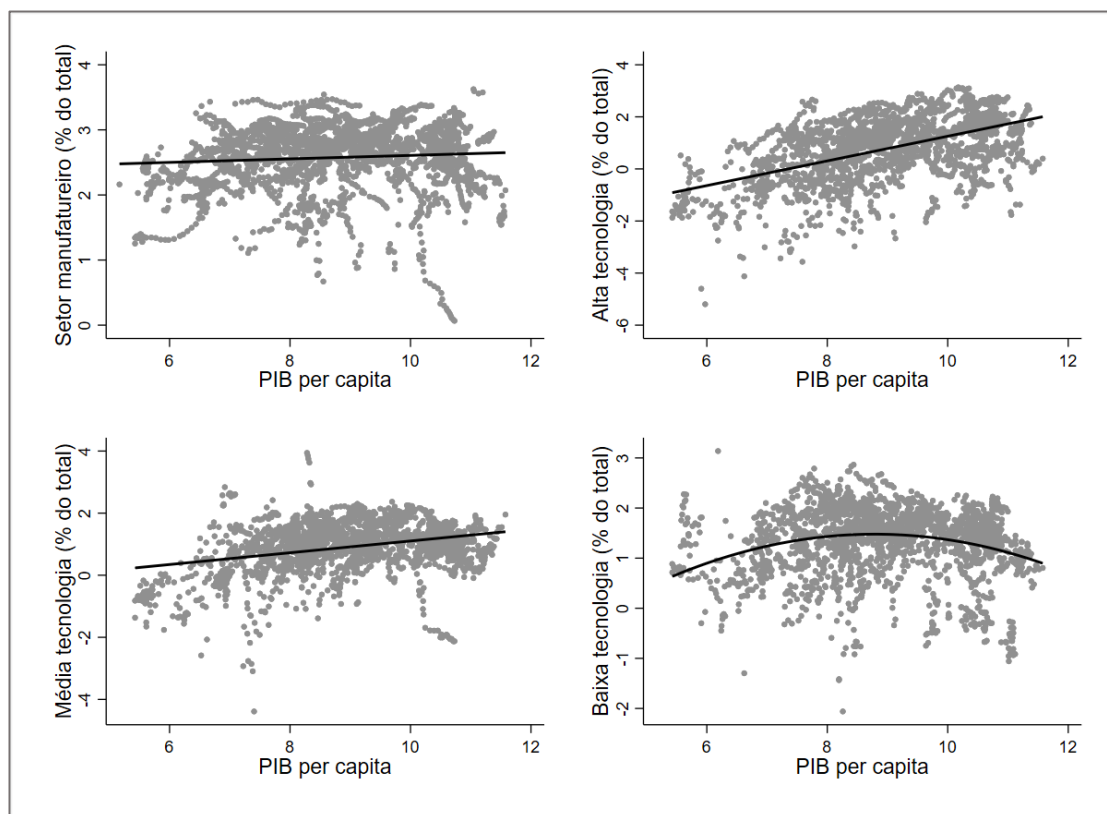 Setor manufatureiro (% do total)
4
3
2
1
0
6 8 10 12
PIB per capita
Alta tecnologia (% do total)
4
2
0
-2
-4
-6
6 8 10 12
PIB per capita
Média tecnologia (% do total)
4
2
0
-2
-4
6 8 10 12
PIB per capita
Baixa tecnologia (% do total)
3
2
1
0
-1
-2
6 8 10 12
PIB per capita